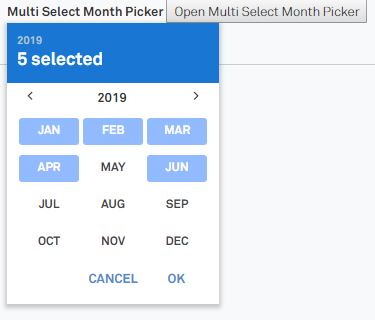 Multi Select Month Picker Open Multi Select Month Picker
2019
5 selected
2019
JAN FEB MAR
APR MAY JUN
JUL AUG SEP
OCT NOV DEC
CANCEL OK